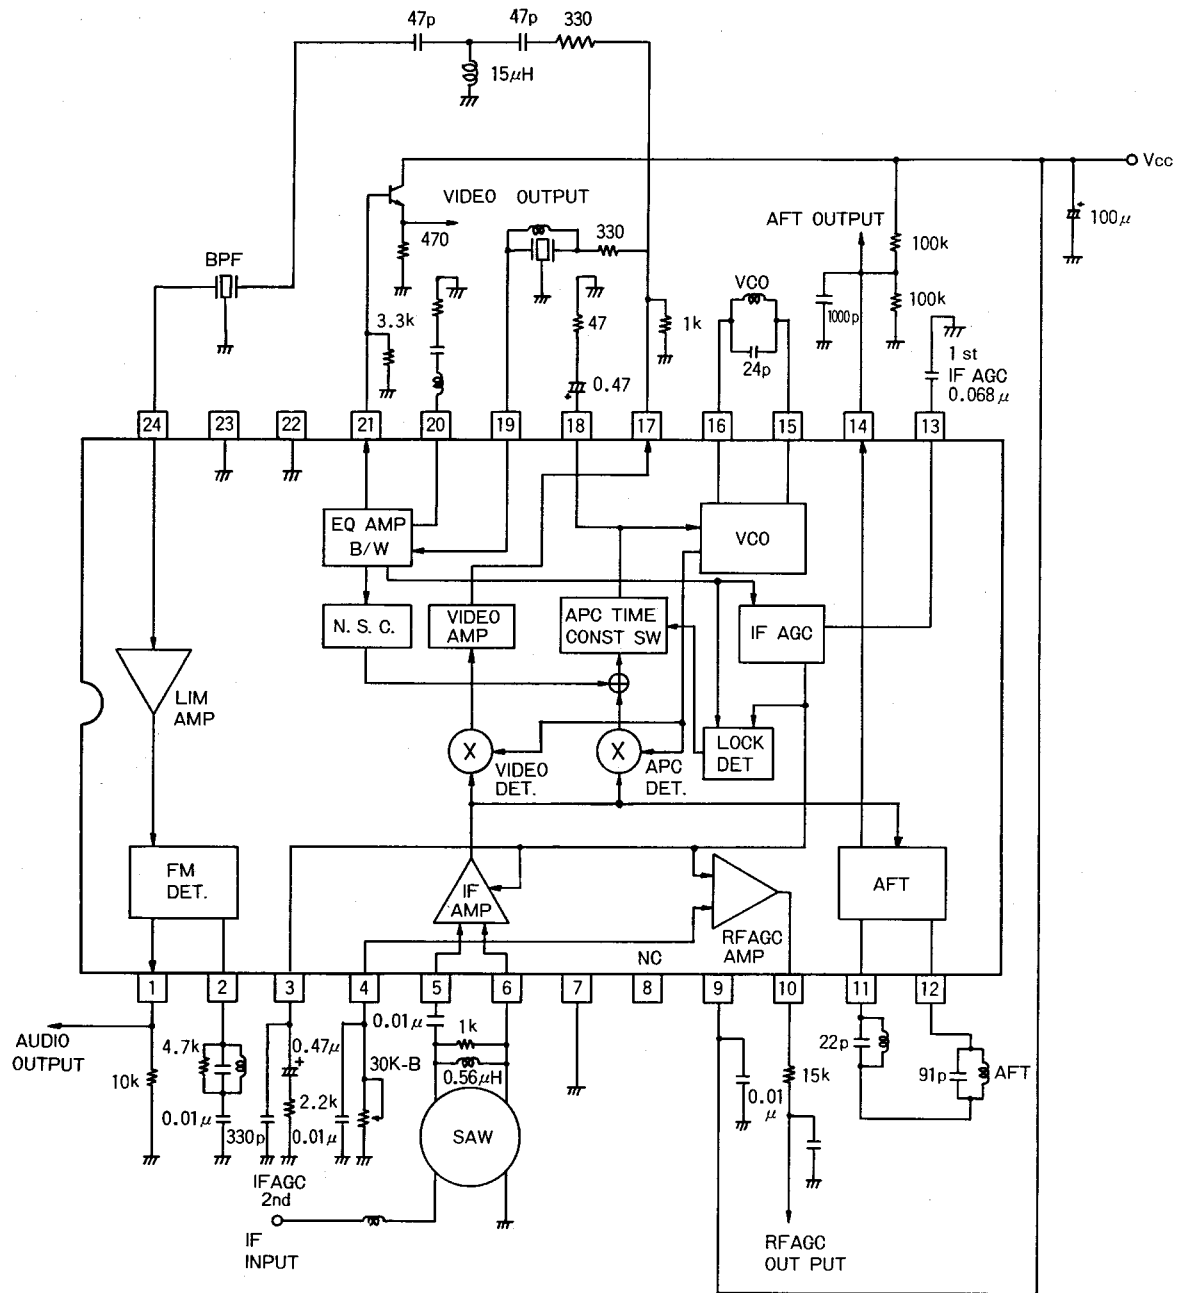 47p
47p
330
15μH
Vcc
VIDEO OUTPUT
AFT OUTPUT
100μ
470
330
100k
BPF
VCO
1000p
100k
3.3k
47
1k
24p
1 st
IF AGC
0.068μ
0.47
24
23
22
21
20
19
18
17
16
15
14
13
EQ AMP
B/W
VCO
N. S. C.
VIDEO
AMP
APC TIME
CONST SW
IF AGC
LIM
AMP
X
X
LOCK
DET
VIDEO
DET.
APC
DET.
FM
DET.
IF
AMP
AFT
RFAGC
AMP
NC
1
2
3
4
5
6
7
8
9
10
11
12
AUDIO
OUTPUT
4.7k
10k
0.01μ
0.47μ
+
2.2k
330p
0.01μ
30K-B
0.01μ
1k
0.56μH
SAW
0.01
μ
15k
22p
91p
AFT
IFAGC
2nd
IF
INPUT
RFAGC
OUT PUT